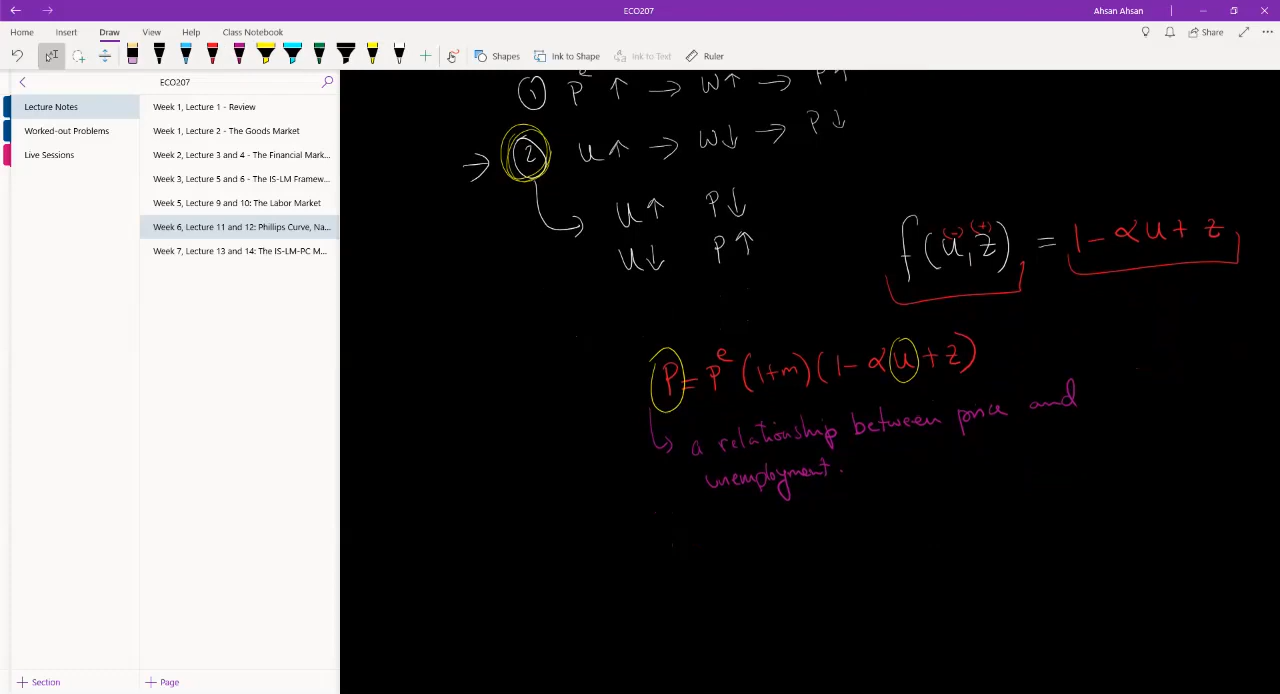 ECO207
Ahsan Ahsan
Home Insert Draw View Help Class Notebook
Share
Shapes Ink to Shape Ink to Text Ruler
ECO207
Lecture Notes
Worked-out Problems
Live Sessions
Week 1, Lecture 1 - Review
Week 1, Lecture 2 - The Goods Market
Week 2, Lecture 3 and 4 - The Financial Mark...
Week 3, Lecture 5 and 6 - The IS-LM Framew...
Week 5, Lecture 9 and 10: The Labor Market
Week 6, Lecture 11 and 12: Phillips Curve, Na...
Week 7, Lecture 13 and 14: The IS-LM-PC M...
+ Section
+ Page
① Pᵉ ↑ → W↑ → P↑
→ ② u↑ → W↓ → P↓
u↑ P↓
u↓ P↑
f(u, z) = 1 - αu + z
(-) (+)
P = Pᵉ (1+m) (1 - αu + z)
→ a relationship between price and
unemployment.